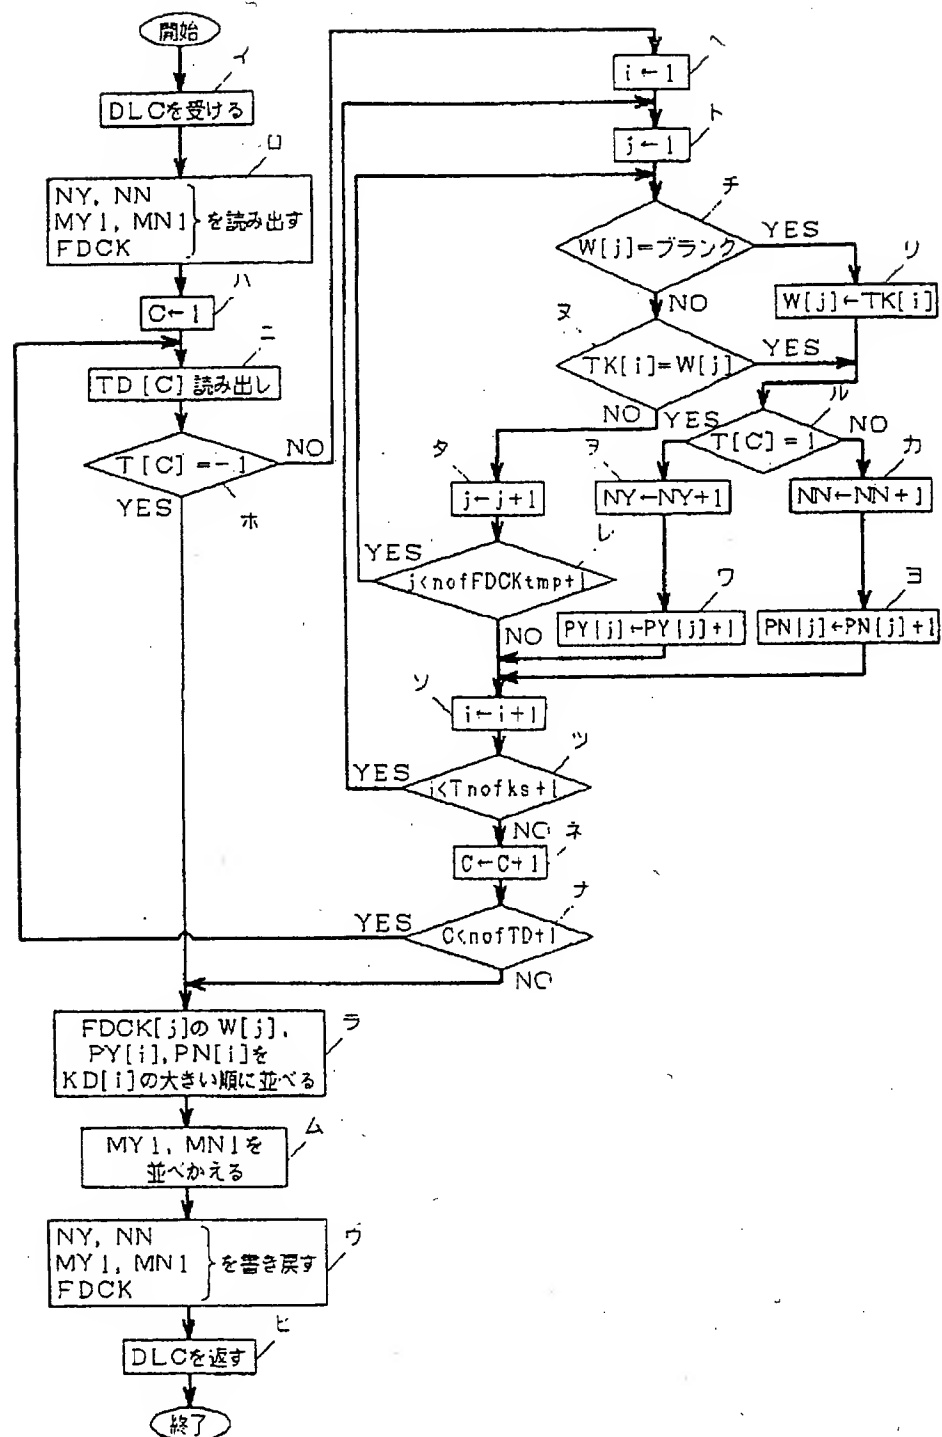 開始
イ
DLCを受ける
ロ
NY, NN
MY1, MN1
FDCK
を読み出す
ハ
C←1
ニ
TD[C]読み出し
T[C]=-1
NO
YES
ホ
ヘ
i←1
ト
j←1
チ
W[j]=ブランク
YES
NO
リ
W[j]←TK[i]
ヌ
TK[i]=W[j]
YES
NO
ル
T[C]=1
YES
NO
ヲ
NY←NY+1
カ
NN←NN+1
タ
j←j+1
レ
j<nofFDCKtmp+1
YES
NO
ワ
PY[j]←PY[j]+1
ヨ
PN[j]←PN[j]+1
ソ
i←i+1
ツ
i<Tnofks+1
YES
NO
ネ
C←C+1
ナ
C<nofTD+1
YES
NO
ラ
FDCK[j]の W[j],
PY[i],PN[i]を
KD[i]の大きい順に並べる
ム
MY1, MN1を
並べかえる
ウ
NY, NN
MY1, MN1
FDCK
を書き戻す
ヒ
DLCを返す
終了